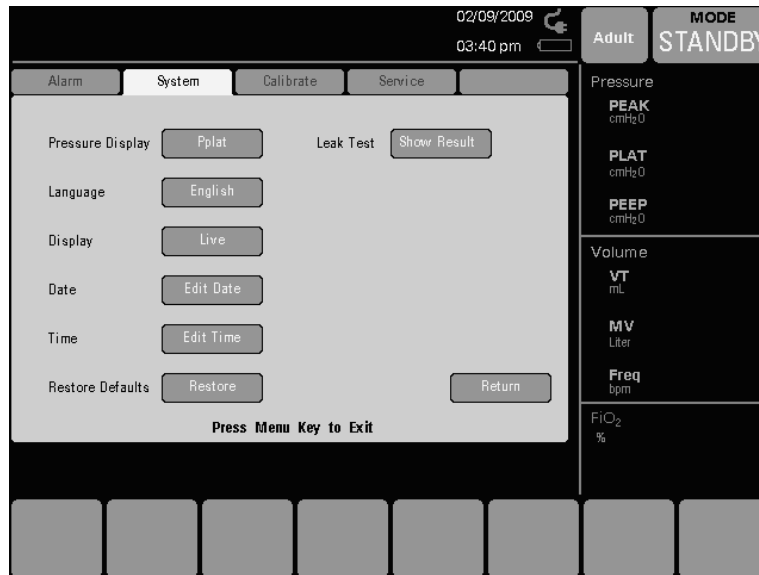 02/09/2009
03:40 pm
Adult
MODE
STANDBY
Alarm System Calibrate Service
Pressure Display Pplat Leak Test Show Result
Language English
Display Live
Date Edit Date
Time Edit Time
Restore Defaults Restore Return
Press Menu Key to Exit
Pressure
PEAK
cmH₂O
PLAT
cmH₂O
PEEP
cmH₂O
Volume
VT
mL
MV
Liter
Freq
bpm
FiO₂
%